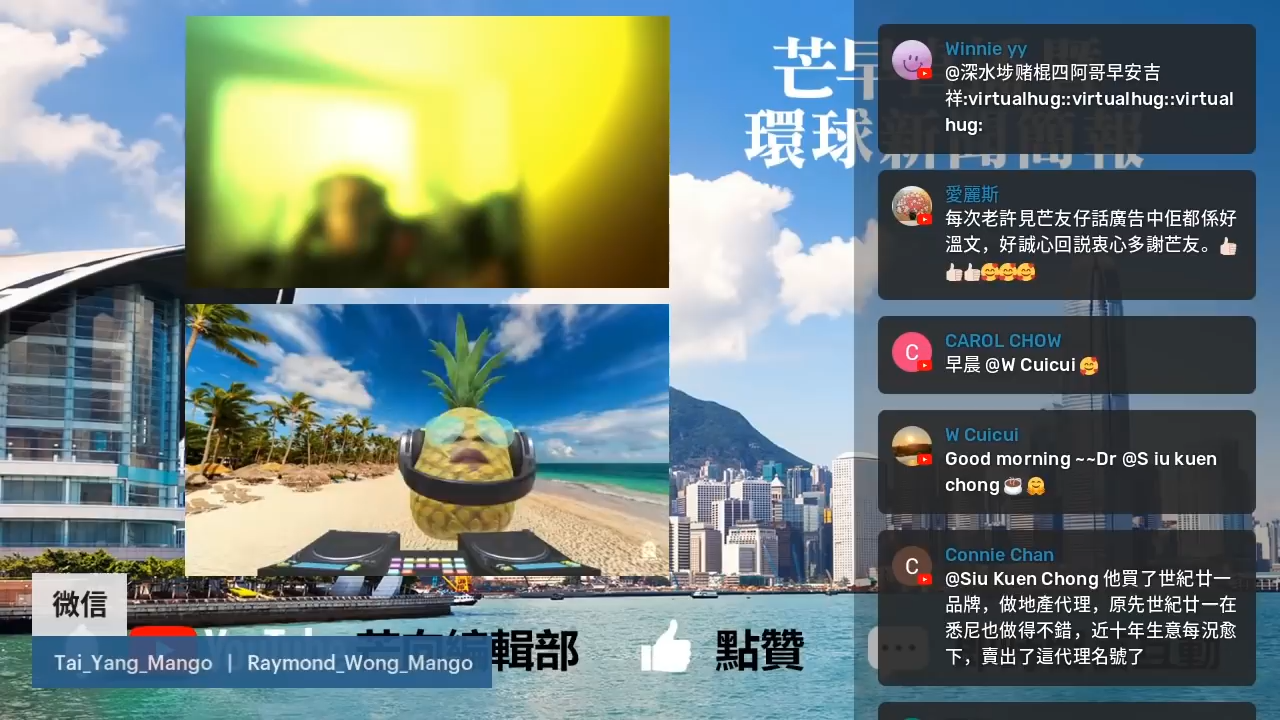 芒早
環球新聞簡報
Winnie yy
@深水埗赌棍四阿哥早安吉
祥:virtualhug::virtualhug::virtual
hug:
愛麗斯
每次老許見芒友仔話廣告中佢都係好
溫文，好誠心回説衷心多謝芒友。👍🏻
👍🏻👍🏻🥰🥰🥰
CAROL CHOW
C
早晨 @W Cuicui 🥰
W Cuicui
Good morning ~~Dr @S iu kuen
chong ☕ 🤗
Connie Chan
C
@Siu Kuen Chong 他買了世紀廿一
品牌，做地產代理，原先世紀廿一在
悉尼也做得不錯，近十年生意每況愈
下，賣出了這代理名號了
微信
Tai_Yang_Mango | Raymond_Wong_Mango
編輯部
點贊